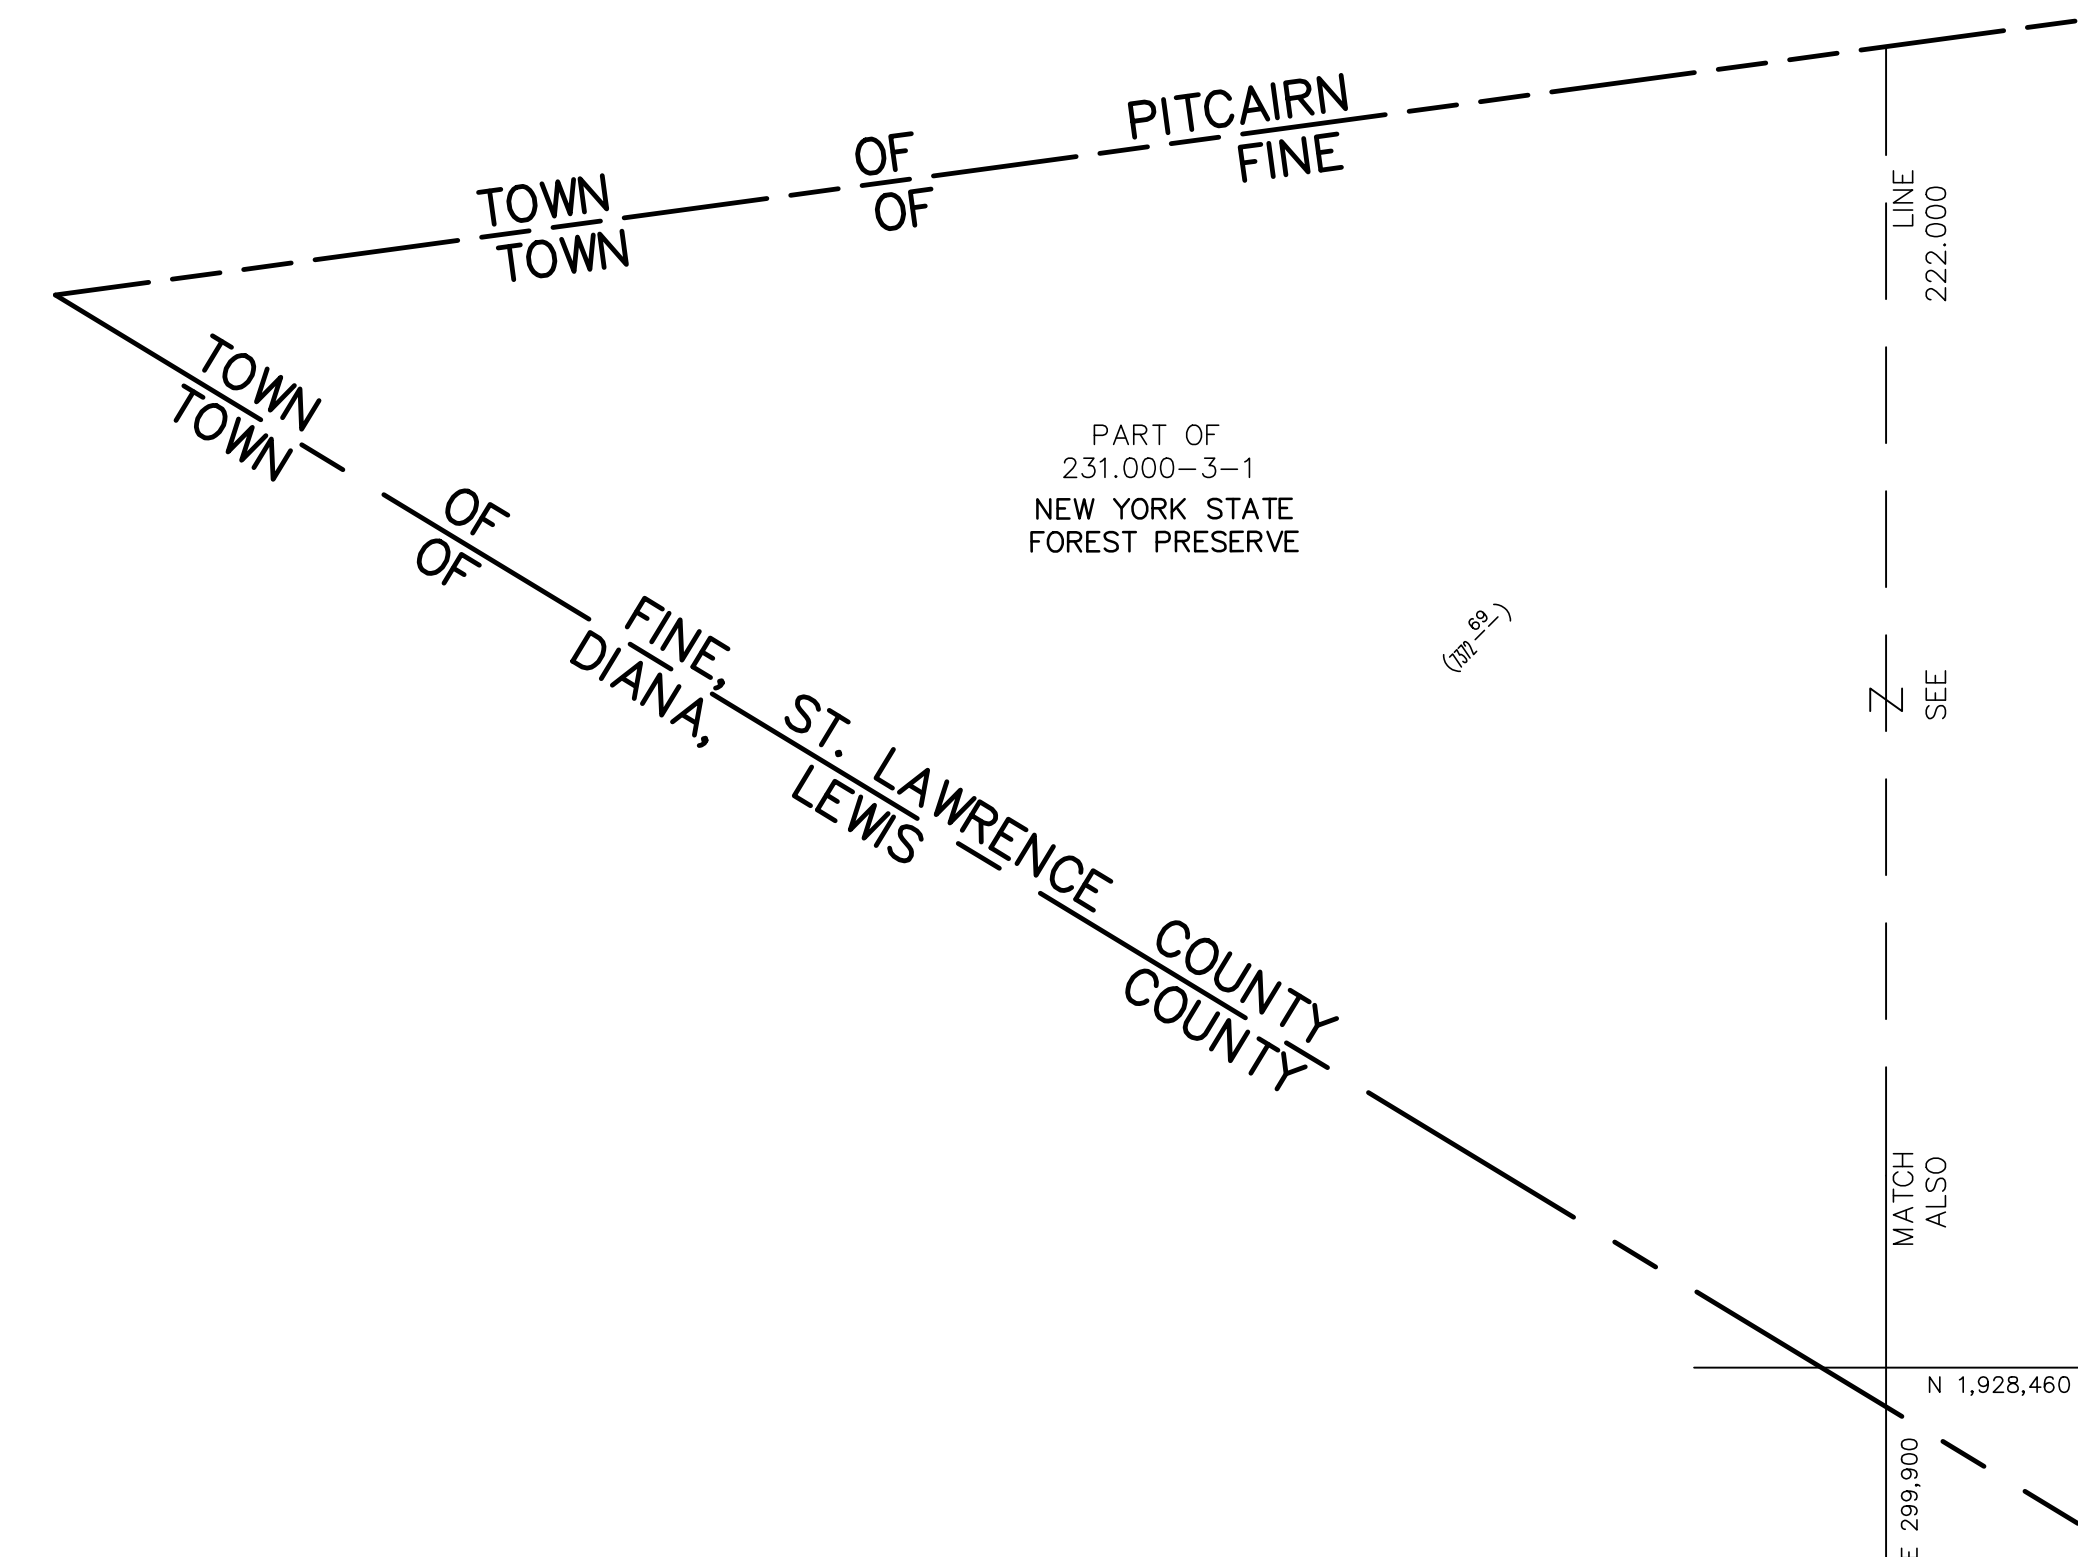 TOWN OF PITCAIRN
TOWN OF FINE
TOWN OF FINE, ST. LAWRENCE COUNTY
TOWN OF DIANA, LEWIS COUNTY
PART OF
231.000-3-1
NEW YORK STATE
FOREST PRESERVE
(7372 69)
MATCH LINE
SEE ALSO 222.000
Z
N 1,928,460
E 299,900